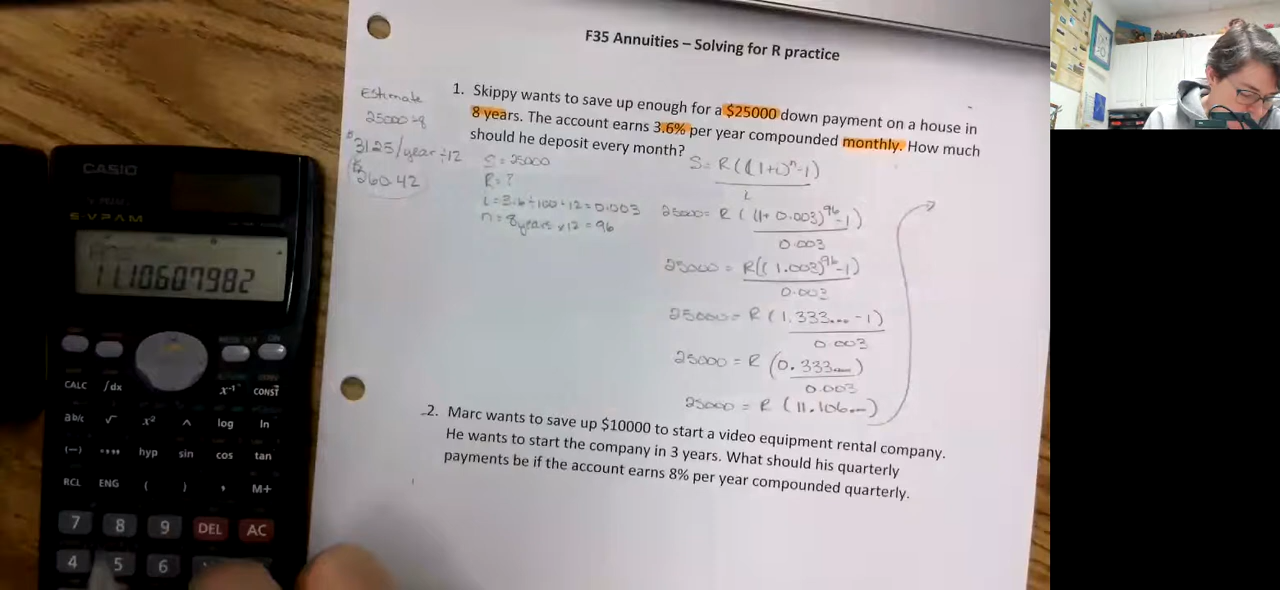 F35 Annuities – Solving for R practice
1. Skippy wants to save up enough for a $25000 down payment on a house in
8 years. The account earns 3.6% per year compounded monthly. How much
should he deposit every month?
Estimate
25000÷8
$3125/year÷12
$260.42
S = 25000
R = ?
i = 3.6÷100÷12 = 0.003
n = 8 years x 12 = 96
S = R((1+i)ⁿ-1)
i
25000 = R ((1+ 0.003)⁹⁶-1)
0.003
25000 = R((1.003)⁹⁶-1)
0.003
25000 = R (1.333... -1)
0.003
25000 = R (0.333...)
0.003
25000 = R (11.106...)
2. Marc wants to save up $10000 to start a video equipment rental company.
He wants to start the company in 3 years. What should his quarterly
payments be if the account earns 8% per year compounded quarterly.
CASIO
S-V.P.A.M.
11.10607982
CALC ∫dx x⁻¹ CONST
ab/c √ x² ^ log ln
(–) °’” hyp sin cos tan
RCL ENG ( ) , M+
7 8 9 DEL AC
4 5 6